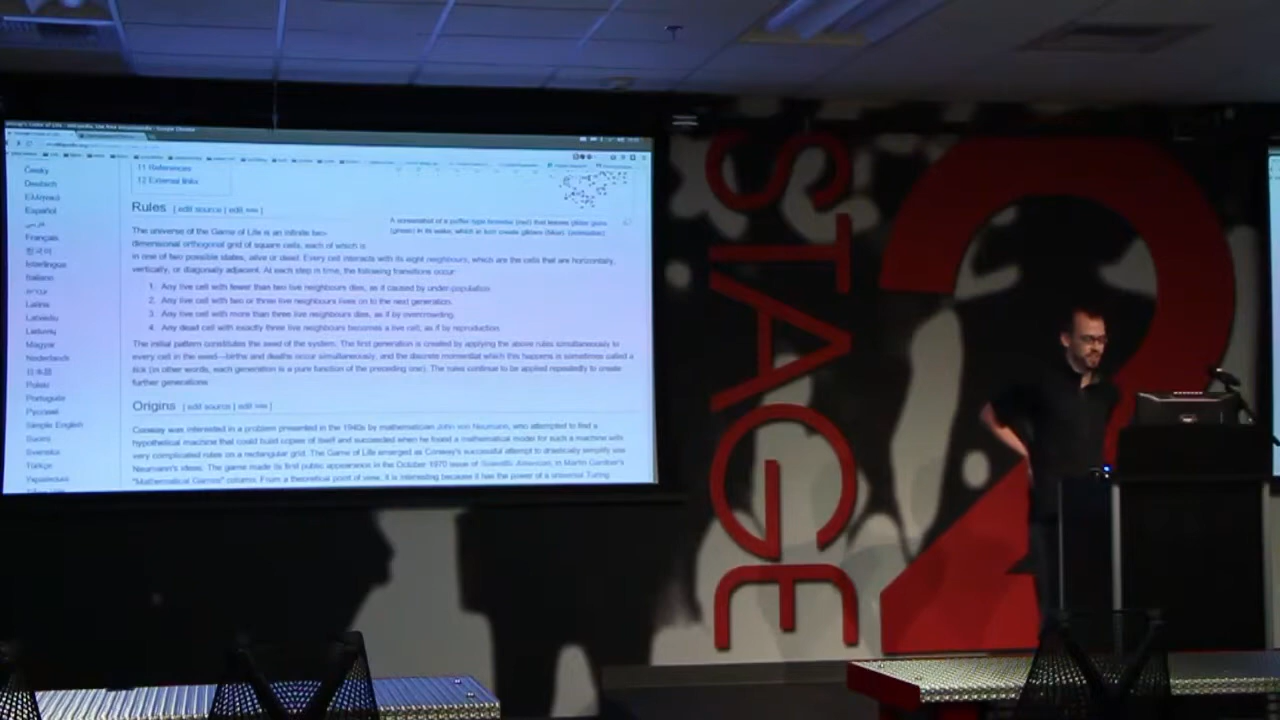 11 References
12 External links
Česky
Deutsch
Ελληνικά
Español
فارسی
Français
한국어
Interlingua
Italiano
עברית
Latina
Latviešu
Lietuvių
Magyar
Nederlands
日本語
Polski
Português
Русский
Simple English
Suomi
Svenska
Türkçe
Українська
Rules [ edit source | edit ]
A screenshot of a puffer-type breeder (red) that leaves glider guns
(green) in its wake, which in turn create gliders (blue). (animation)
The universe of the Game of Life is an infinite two-
dimensional orthogonal grid of square cells, each of which is
in one of two possible states, alive or dead. Every cell interacts with its eight neighbours, which are the cells that are horizontally,
vertically, or diagonally adjacent. At each step in time, the following transitions occur:
1. Any live cell with fewer than two live neighbours dies, as if caused by under-population.
2. Any live cell with two or three live neighbours lives on to the next generation.
3. Any live cell with more than three live neighbours dies, as if by overcrowding.
4. Any dead cell with exactly three live neighbours becomes a live cell, as if by reproduction.
The initial pattern constitutes the seed of the system. The first generation is created by applying the above rules simultaneously to
every cell in the seed—births and deaths occur simultaneously, and the discrete moment at which this happens is sometimes called a
tick (in other words, each generation is a pure function of the preceding one). The rules continue to be applied repeatedly to create
further generations.
Origins [ edit source | edit ]
Conway was interested in a problem presented in the 1940s by mathematician John von Neumann, who attempted to find a
hypothetical machine that could build copies of itself and succeeded when he found a mathematical model for such a machine with
very complicated rules on a rectangular grid. The Game of Life emerged as Conway's successful attempt to drastically simplify von
Neumann's ideas. The game made its first public appearance in the October 1970 issue of Scientific American, in Martin Gardner's
"Mathematical Games" column. From a theoretical point of view, it is interesting because it has the power of a universal Turing
STAGE
2